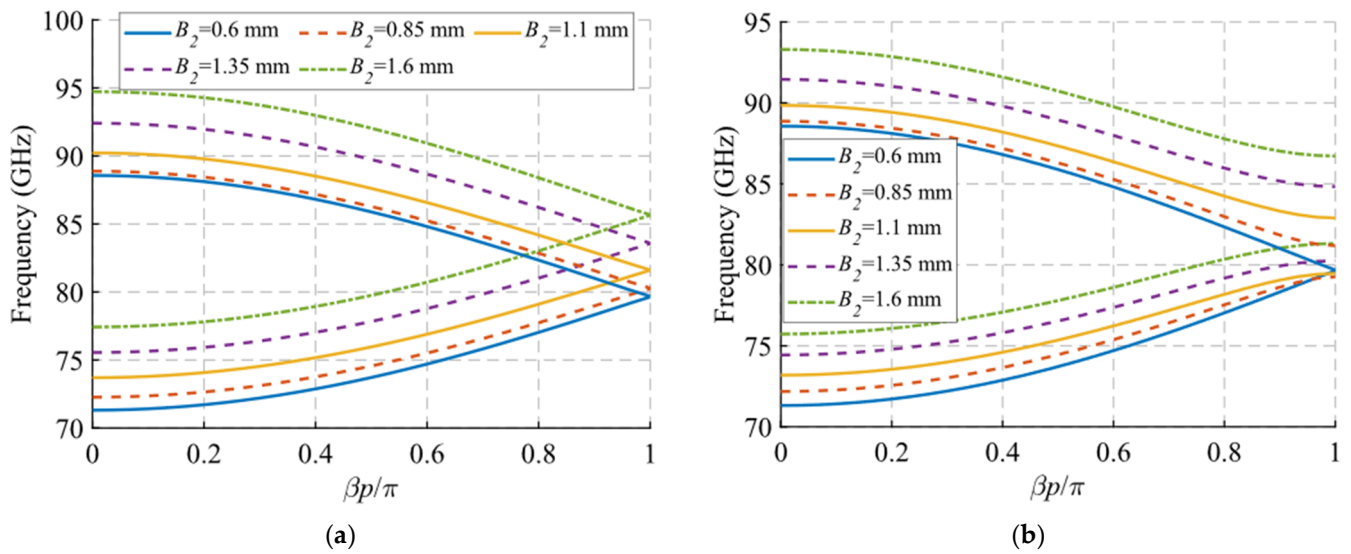 100
B2=0.6 mm B2=0.85 mm B2=1.1 mm
B2=1.35 mm B2=1.6 mm
95
90
85
80
75
70
Frequency (GHz)
0 0.2 0.4 0.6 0.8 1
βp/π
(a)
95
90
85
80
75
70
Frequency (GHz)
B2=0.6 mm
B2=0.85 mm
B2=1.1 mm
B2=1.35 mm
B2=1.6 mm
0 0.2 0.4 0.6 0.8 1
βp/π
(b)